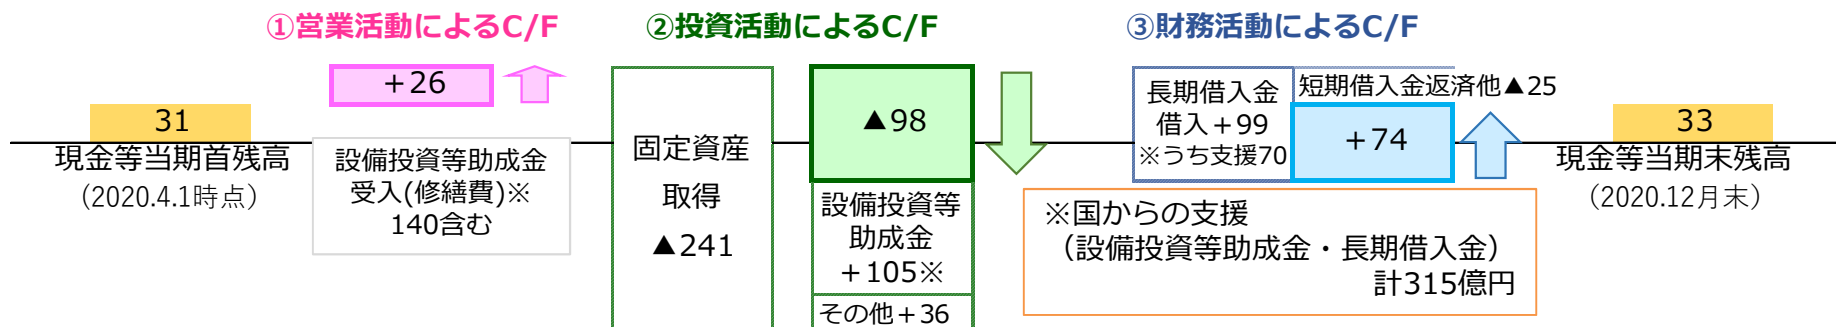 ①営業活動によるC/F
②投資活動によるC/F
③財務活動によるC/F
31
現金等当期首残高
(2020.4.1時点)
+26
設備投資等助成金
受入(修繕費)※
140含む
固定資産
取得
▲241
▲98
設備投資等
助成金
+105※
その他+36
長期借入金
借入+99
※うち支援70
短期借入金返済他▲25
+74
33
現金等当期末残高
(2020.12月末)
※国からの支援
(設備投資等助成金・長期借入金)
計315億円